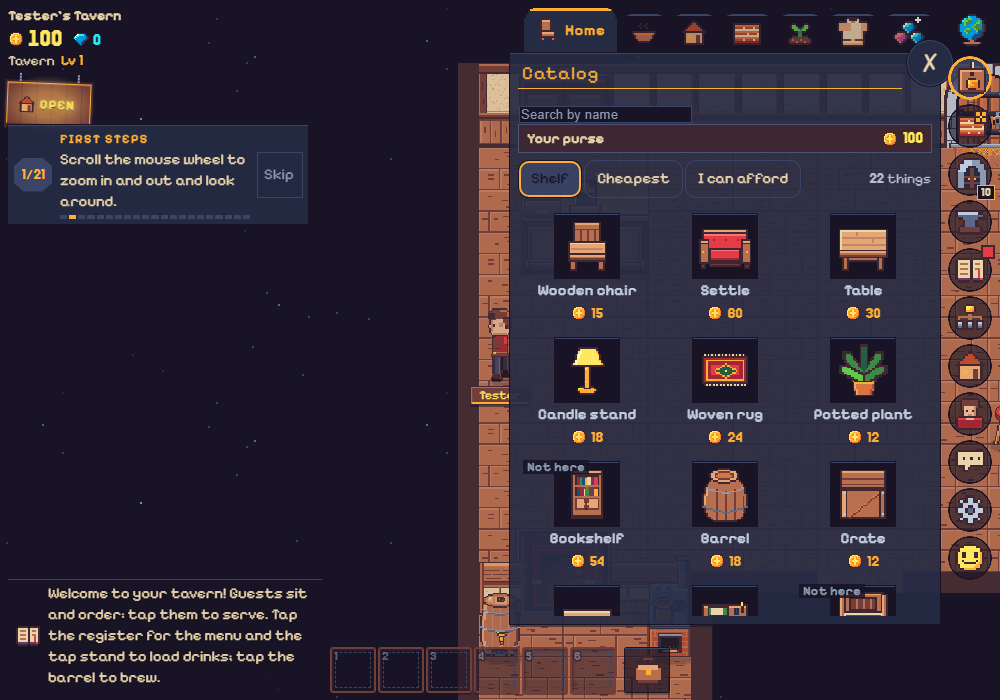 Tester's Tavern
100 0
Tavern Lv 1
OPEN
FIRST STEPS
1/21
Scroll the mouse wheel to
zoom in and out and look
around.
Skip
Home
X
Catalog
Search by name
Your purse 100
Shelf Cheapest I can afford 22 things
Wooden chair Settle Table
15 80 30
Candle stand Woven rug Potted plant
18 24 12
Not here
Bookshelf Barrel Crate
54 18 12
Not here
10
Teste
Welcome to your tavern! Guests sit
and order: tap them to serve. Tap
the register for the menu and the
tap stand to load drinks; tap the
barrel to brew.
1 2 3 4 5 6